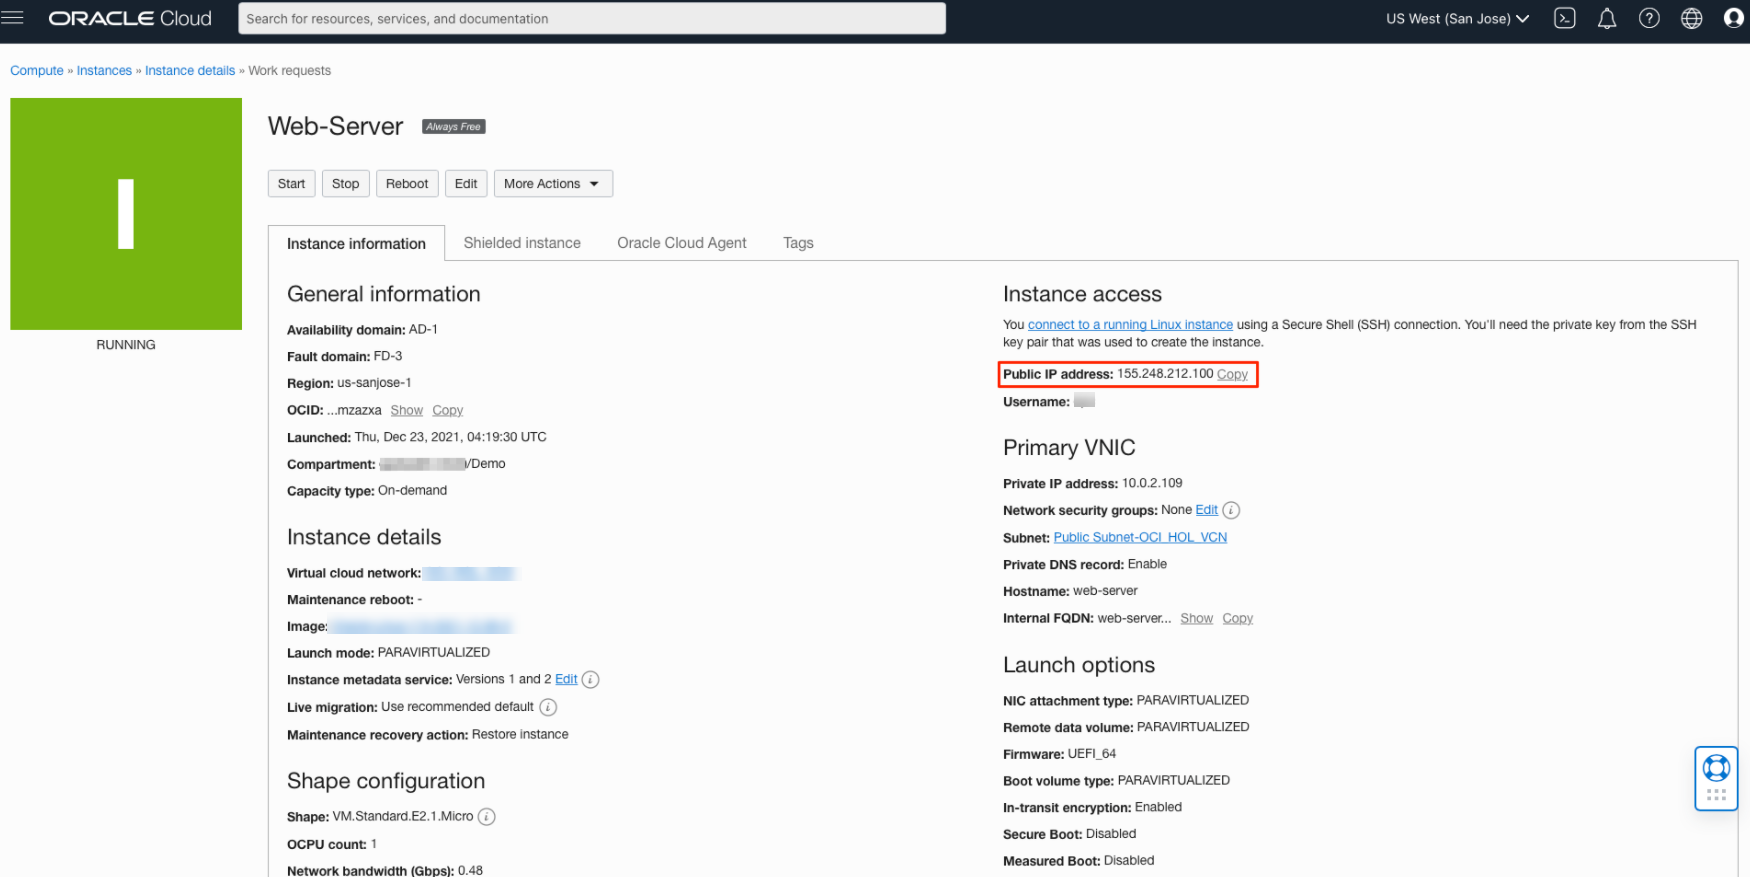 ORACLE Cloud
Search for resources, services, and documentation
US West (San Jose)
Compute » Instances » Instance details » Work requests
RUNNING
Web-Server Always Free
Start Stop Reboot Edit More Actions
Instance information Shielded instance Oracle Cloud Agent Tags
General information
Availability domain: AD-1
Fault domain: FD-3
Region: us-sanjose-1
OCID: ...mzazxa Show Copy
Launched: Thu, Dec 23, 2021, 04:19:30 UTC
Compartment: /Demo
Capacity type: On-demand
Instance details
Virtual cloud network:
Maintenance reboot: -
Image:
Launch mode: PARAVIRTUALIZED
Instance metadata service: Versions 1 and 2 Edit i
Live migration: Use recommended default i
Maintenance recovery action: Restore instance
Shape configuration
Shape: VM.Standard.E2.1.Micro i
OCPU count: 1
Network bandwidth (Gbps): 0.48
Instance access
You connect to a running Linux instance using a Secure Shell (SSH) connection. You'll need the private key from the SSH
key pair that was used to create the instance.
Public IP address: 155.248.212.100 Copy
Username:
Primary VNIC
Private IP address: 10.0.2.109
Network security groups: None Edit i
Subnet: Public Subnet-OCI_HOL_VCN
Private DNS record: Enable
Hostname: web-server
Internal FQDN: web-server... Show Copy
Launch options
NIC attachment type: PARAVIRTUALIZED
Remote data volume: PARAVIRTUALIZED
Firmware: UEFI_64
Boot volume type: PARAVIRTUALIZED
In-transit encryption: Enabled
Secure Boot: Disabled
Measured Boot: Disabled